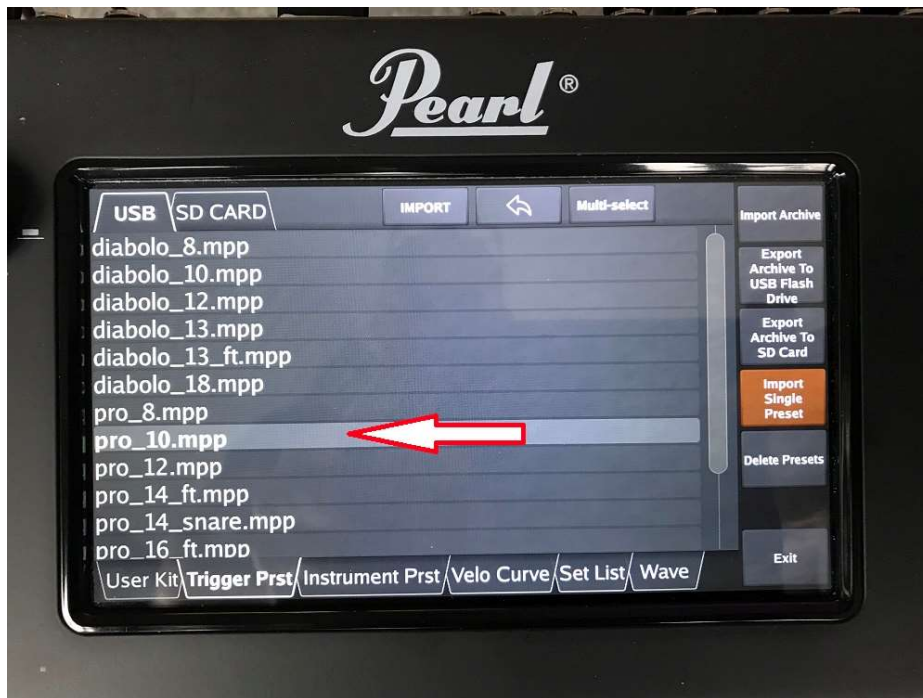 Pearl®
USB SD CARD IMPORT Multi-select
diabolo_8.mpp
diabolo_10.mpp
diabolo_12.mpp
diabolo_13.mpp
diabolo_13_ft.mpp
diabolo_18.mpp
pro_8.mpp
pro_10.mpp
pro_12.mpp
pro_14_ft.mpp
pro_14_snare.mpp
pro_16_ft.mpp
User Kit Trigger Prst Instrument Prst Velo Curve Set List Wave
Import Archive
Export
Archive To
USB Flash
Drive
Export
Archive To
SD Card
Import
Single
Preset
Delete Presets
Exit